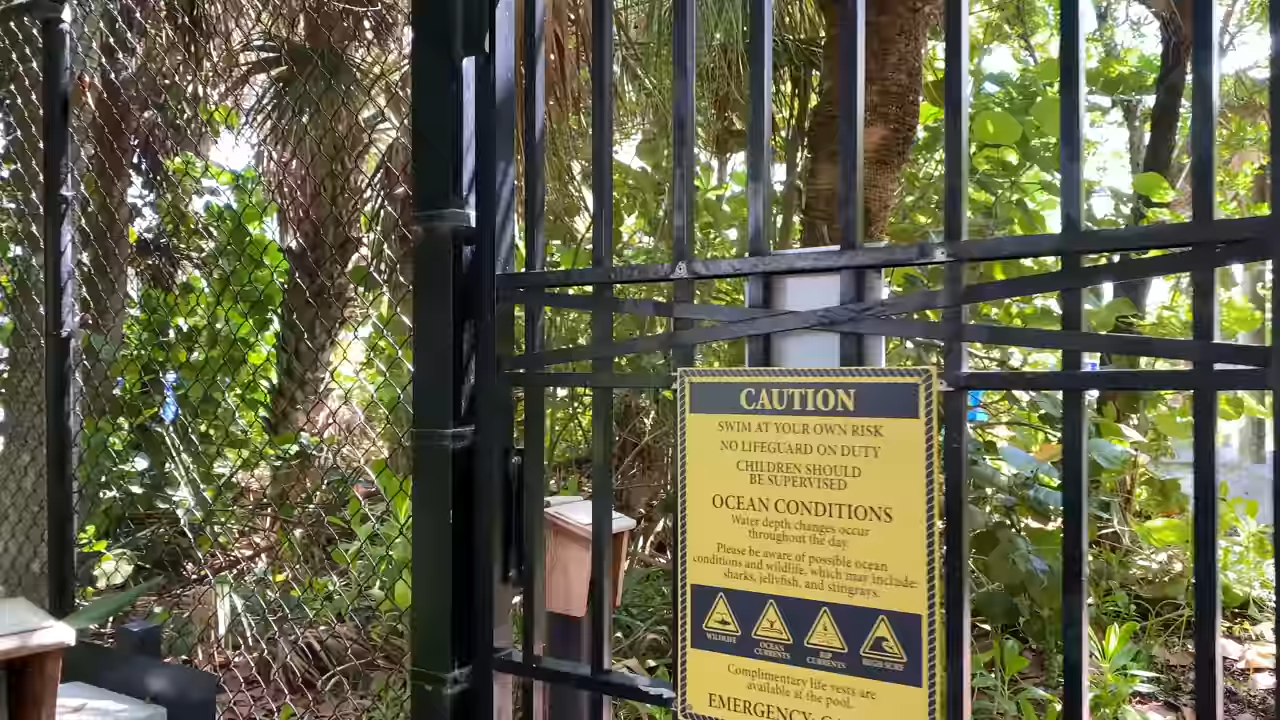 CAUTION
SWIM AT YOUR OWN RISK
NO LIFEGUARD ON DUTY
CHILDREN SHOULD
BE SUPERVISED
OCEAN CONDITIONS
Water depth changes occur
throughout the day
Please be aware of possible ocean
conditions and wildlife, which may include:
sharks, jellyfish, and stingrays.
WILDLIFE
OCEAN
CURRENTS
RIP
CURRENTS
HIGH SURF
Complimentary life vests are
available at the pool.
EMERGENCY: